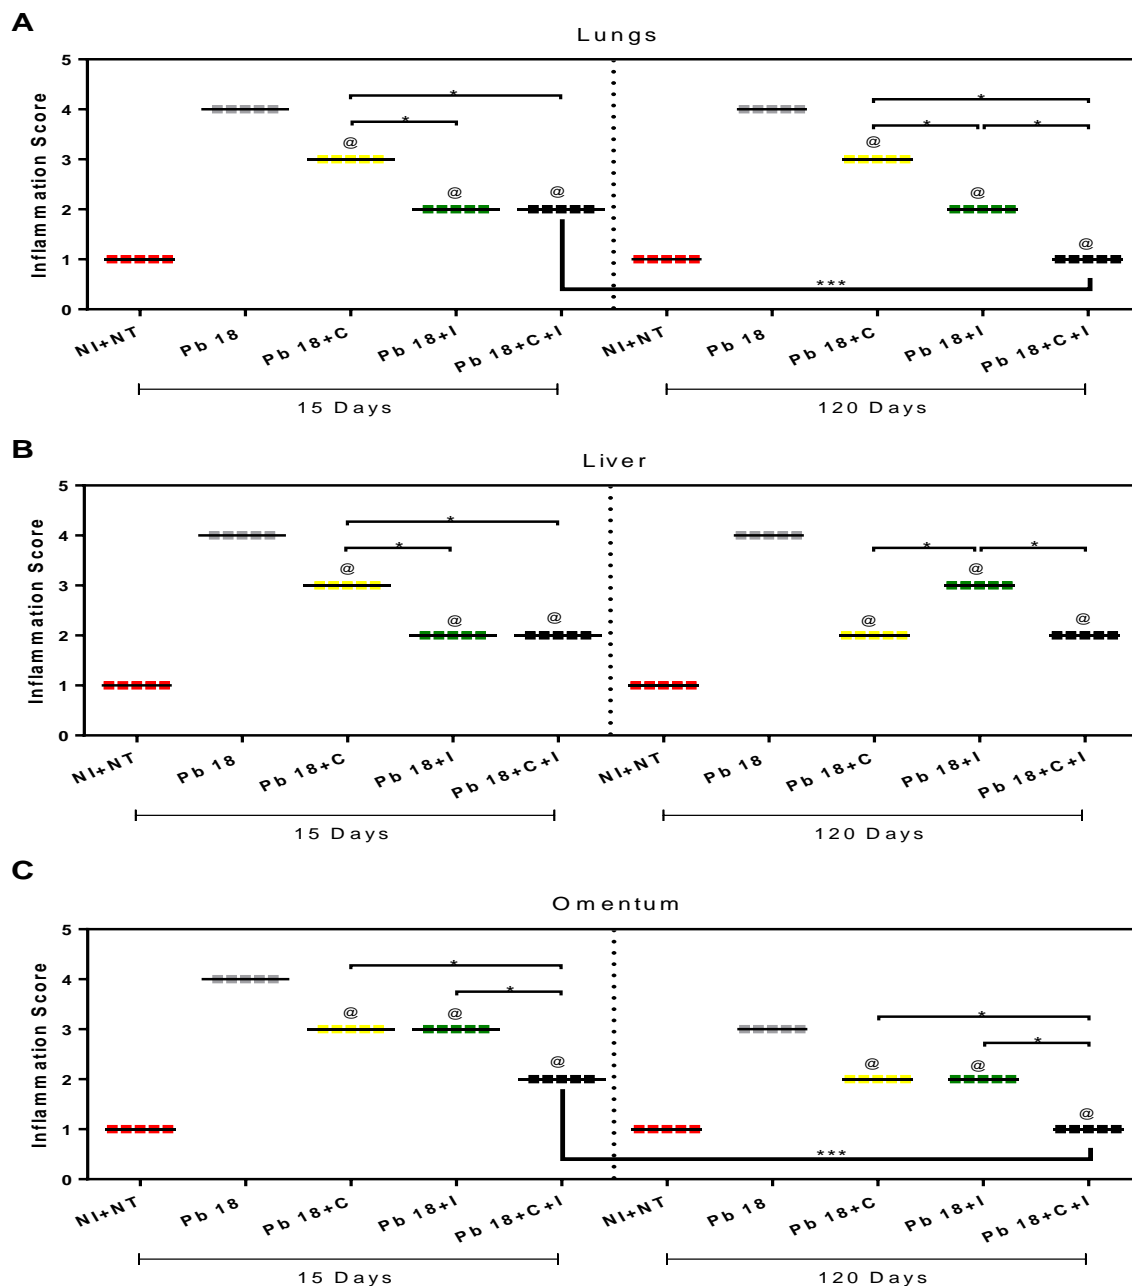 A
Lungs
Inflammation Score
5
4
3
2
1
0
* * * * *
@ @ @ @ @ @
***
NI+NT Pb 18 Pb 18+C Pb 18+I Pb 18+C+I NI+NT Pb 18 Pb 18+C Pb 18+I Pb 18+C+I
15 Days 120 Days
B
Liver
Inflammation Score
5
4
3
2
1
0
* * * *
@ @ @ @ @ @
NI+NT Pb 18 Pb 18+C Pb 18+I Pb 18+C+I NI+NT Pb 18 Pb 18+C Pb 18+I Pb 18+C+I
15 Days 120 Days
C
Omentum
Inflammation Score
5
4
3
2
1
0
* * * *
@ @ @ @ @ @
***
NI+NT Pb 18 Pb 18+C Pb 18+I Pb 18+C+I NI+NT Pb 18 Pb 18+C Pb 18+I Pb 18+C+I
15 Days 120 Days